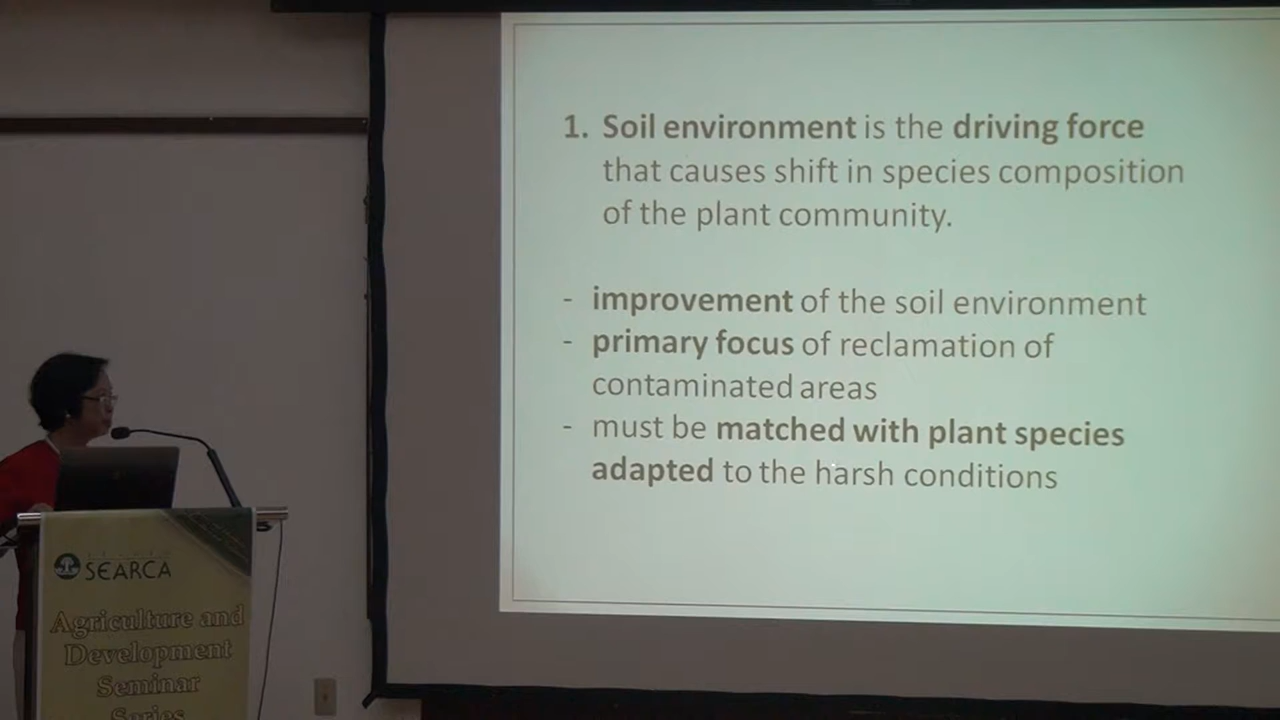 1. Soil environment is the driving force
that causes shift in species composition
of the plant community.
- improvement of the soil environment
- primary focus of reclamation of
contaminated areas
- must be matched with plant species
adapted to the harsh conditions
SEARCA
Agriculture and
Development
Seminar
Series